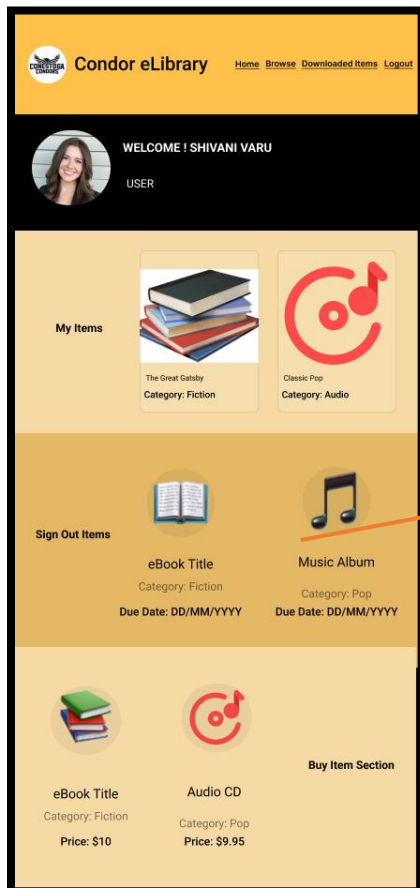 CONESTOGA
CONDORS
Condor eLibrary
Home Browse Downloaded Items Logout
WELCOME ! SHIVANI VARU
USER
My Items
The Great Gatsby
Category: Fiction
Classic Pop
Category: Audio
Sign Out Items
eBook Title
Category: Fiction
Due Date: DD/MM/YYYY
Music Album
Category: Pop
Due Date: DD/MM/YYYY
eBook Title
Category: Fiction
Price: $10
Audio CD
Category: Pop
Price: $9.95
Buy Item Section